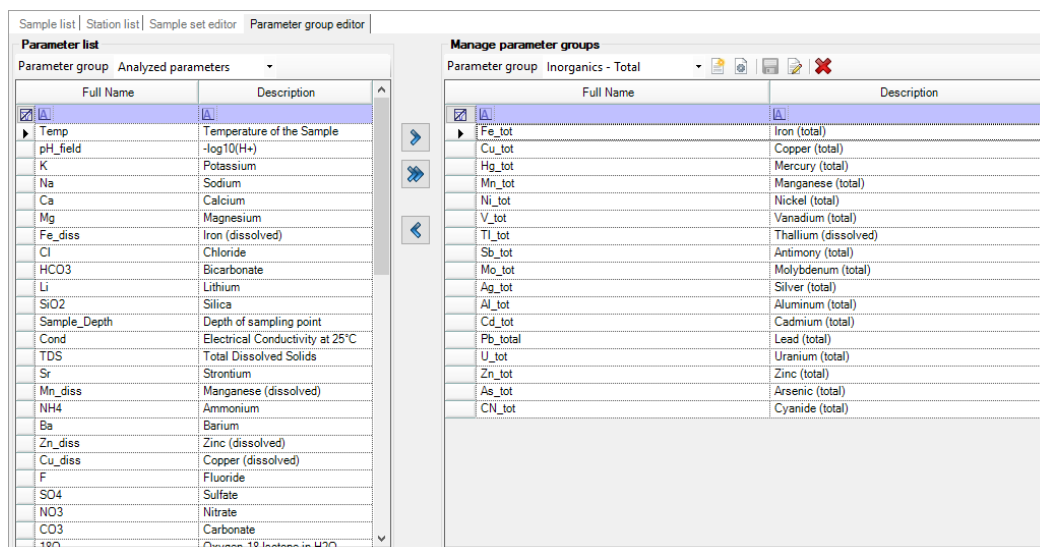 Sample list Station list Sample set editor Parameter group editor
Parameter list
Parameter group Analyzed parameters
Full Name Description
Temp Temperature of the Sample
pH_field -log10(H+)
K Potassium
Na Sodium
Ca Calcium
Mg Magnesium
Fe_diss Iron (dissolved)
Cl Chloride
HCO3 Bicarbonate
Li Lithium
SiO2 Silica
Sample_Depth Depth of sampling point
Cond Electrical Conductivity at 25°C
TDS Total Dissolved Solids
Sr Strontium
Mn_diss Manganese (dissolved)
NH4 Ammonium
Ba Barium
Zn_diss Zinc (dissolved)
Cu_diss Copper (dissolved)
F Fluoride
SO4 Sulfate
NO3 Nitrate
CO3 Carbonate
18O Oxygen-18 Isotope in H2O
Manage parameter groups
Parameter group Inorganics - Total
Full Name Description
Fe_tot Iron (total)
Cu_tot Copper (total)
Hg_tot Mercury (total)
Mn_tot Manganese (total)
Ni_tot Nickel (total)
V_tot Vanadium (total)
Tl_tot Thallium (dissolved)
Sb_tot Antimony (total)
Mo_tot Molybdenum (total)
Ag_tot Silver (total)
Al_tot Aluminum (total)
Cd_tot Cadmium (total)
Pb_total Lead (total)
U_tot Uranium (total)
Zn_tot Zinc (total)
As_tot Arsenic (total)
CN_tot Cyanide (total)